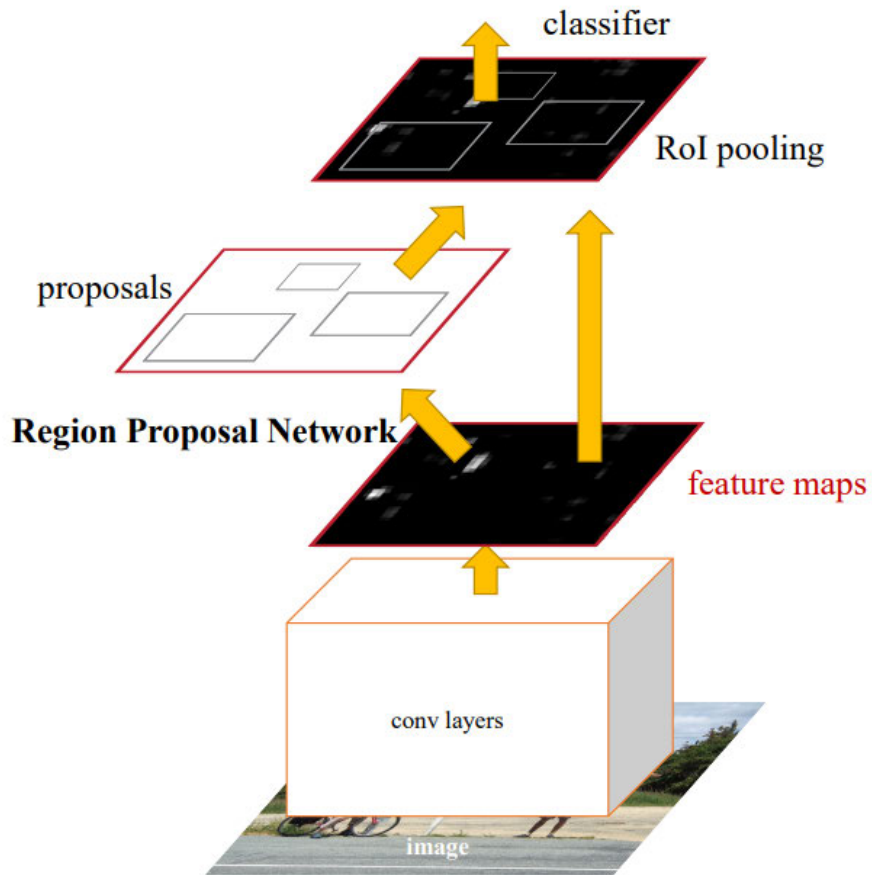 classifier
RoI pooling
proposals
Region Proposal Network
feature maps
conv layers
image